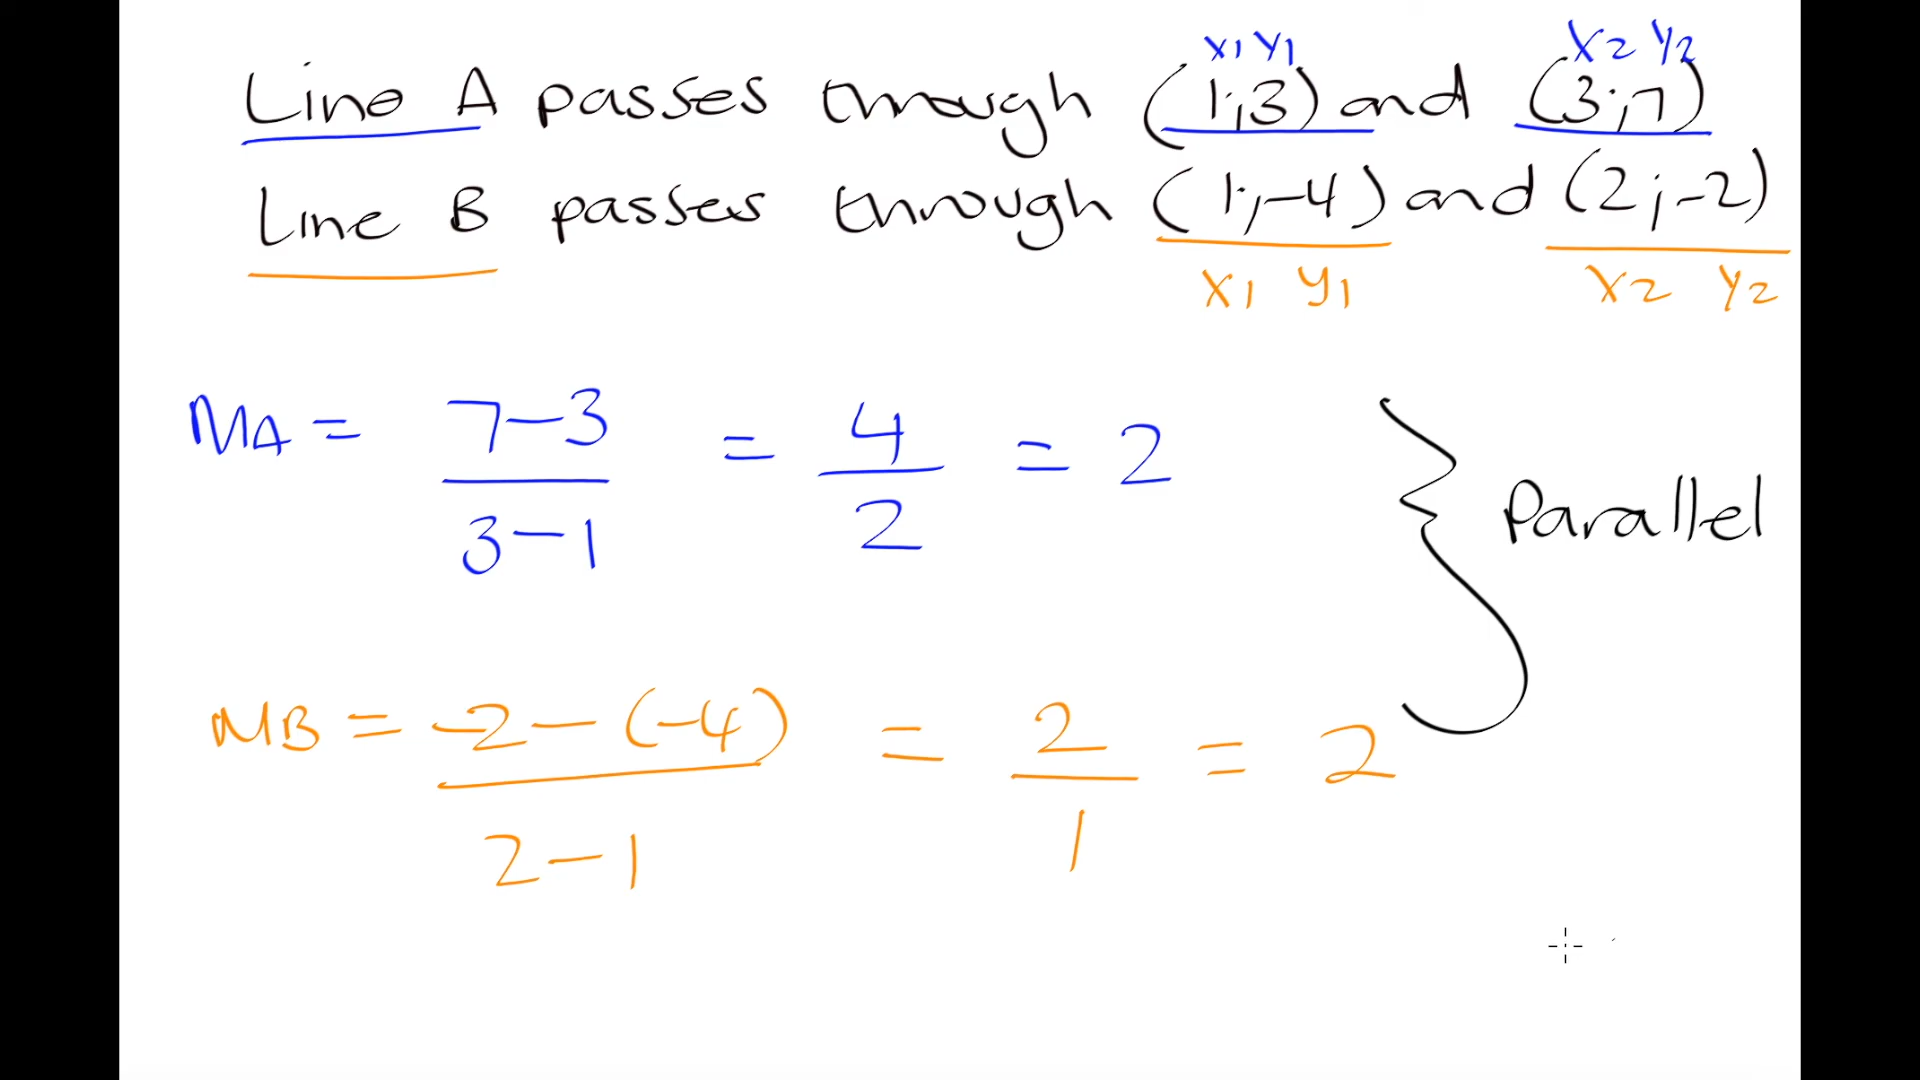 x1 y1 x2 y2
Line A passes through (1;3) and (3;7)
Line B passes through (1;-4) and (2;-2)
x1 y1 x2 y2
MA = 7-3 = 4 = 2
3-1 2
Parallel
MB = -2-(-4) = 2 = 2
2-1 1